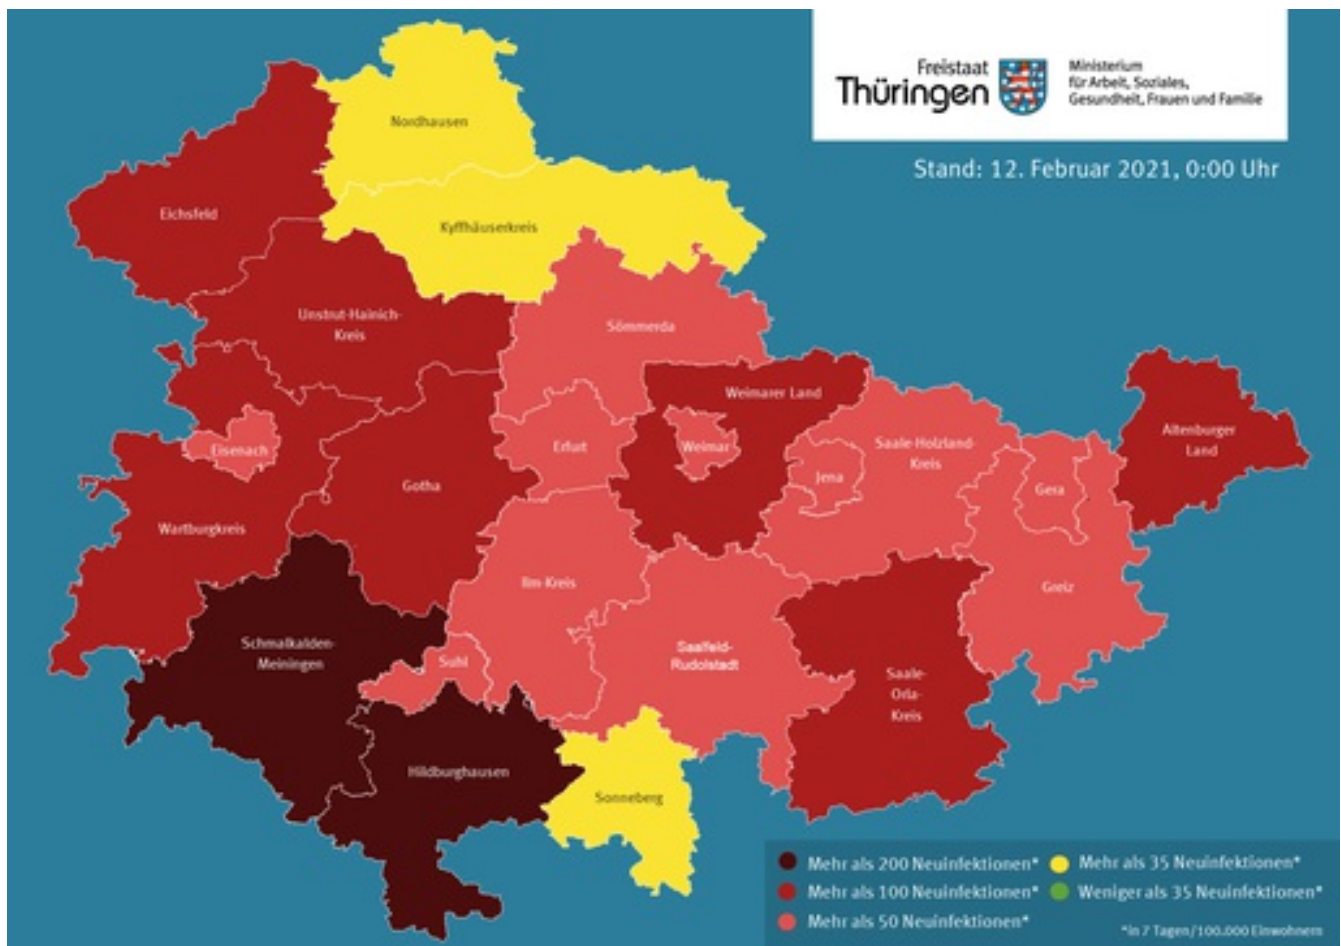 Freistaat
Thüringen
Ministerium
für Arbeit, Soziales,
Gesundheit, Frauen und Familie
Stand: 12. Februar 2021, 0:00 Uhr
Nordhausen
Eichsfeld
Kyffhäuserkreis
Unstrut-Hainich-
Kreis
Sömmerda
Weimarer Land
Altenburger
Land
Eisenach
Erfurt
Weimar
Saale-Holzland-
Kreis
Jena
Gera
Gotha
Wartburgkreis
Ilm-Kreis
Greiz
Schmalkalden-
Meiningen
Suhl
Saalfeld-
Rudolstadt
Saale-
Orla-
Kreis
Hildburghausen
Sonneberg
Mehr als 200 Neuinfektionen*
Mehr als 100 Neuinfektionen*
Mehr als 50 Neuinfektionen*
Mehr als 35 Neuinfektionen*
Weniger als 35 Neuinfektionen*
*in 7 Tagen/100.000 Einwohnern